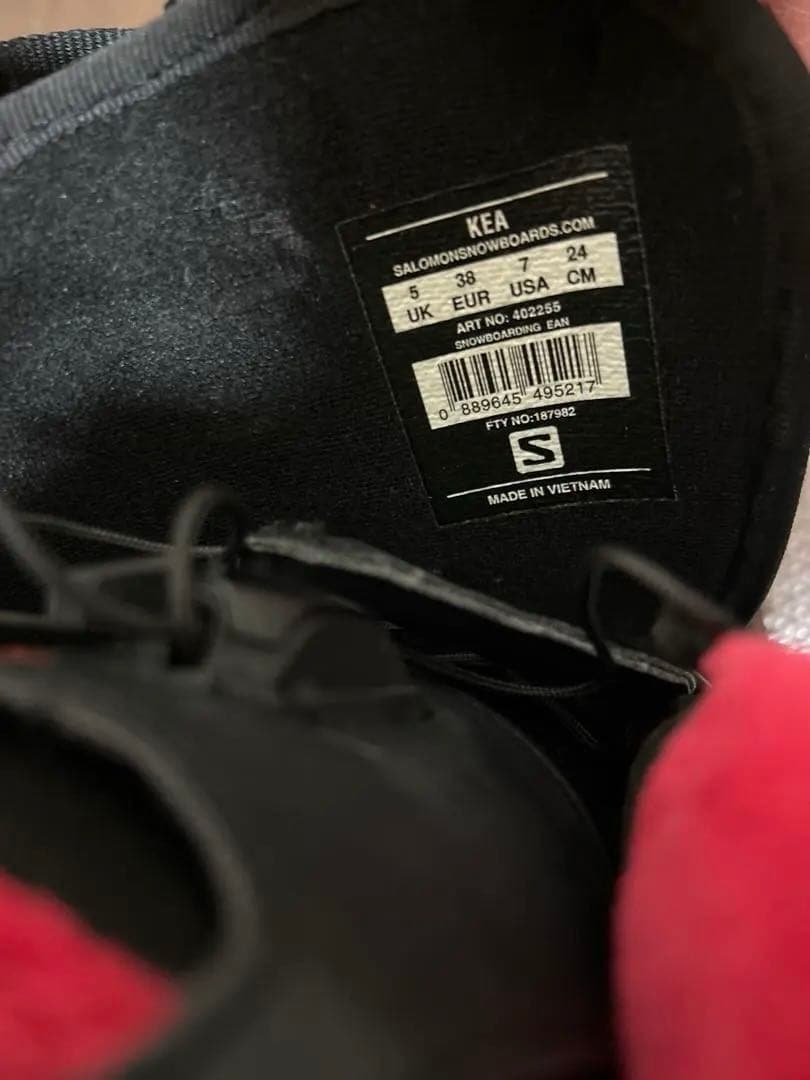 KEA
SALOMONSNOWBOARDS.COM
5 38 7 24
UK EUR USA CM
ART NO: 402255
SNOWBOARDING EAN
0 889645 495217
FTY NO:187982
S
MADE IN VIETNAM